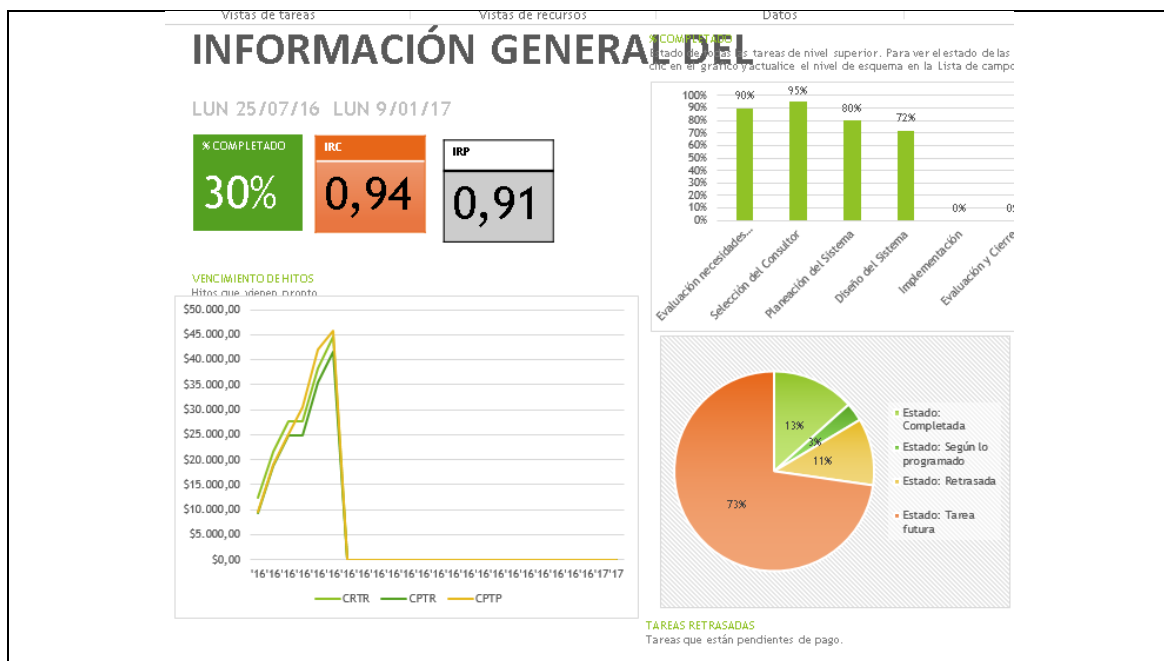 Vistas de tareas
Vistas de recursos
Datos
INFORMACIÓN GENERAL DEL
LUN 25/07/16 LUN 9/01/17
% COMPLETADO
30%
IRC
0,94
IRP
0,91
% COMPLETADO
Estado de todas las tareas de nivel superior. Para ver el estado de las
clic en el gráfico y actualice el nivel de esquema en la Lista de campo
100%
90%
80%
70%
60%
50%
40%
30%
20%
10%
0%
90%
95%
80%
72%
0%
0%
Evaluación necesidades...
Selección del Consultor
Planeación del Sistema
Diseño del Sistema
Implementación
Evaluación y Cierre
VENCIMIENTO DE HITOS
Hitos que vienen pronto.
$50.000,00
$45.000,00
$40.000,00
$35.000,00
$30.000,00
$25.000,00
$20.000,00
$15.000,00
$10.000,00
$5.000,00
$0,00
'16'16'16'16'16'16'16'16'16'16'16'16'16'16'16'16'16'16'16'16'16'16'16'17'17
CRTR
CPTR
CPTP
13%
3%
11%
73%
Estado:
Completada
Estado: Según lo
programado
Estado: Retrasada
Estado: Tarea
futura
TAREAS RETRASADAS
Tareas que están pendientes de pago.